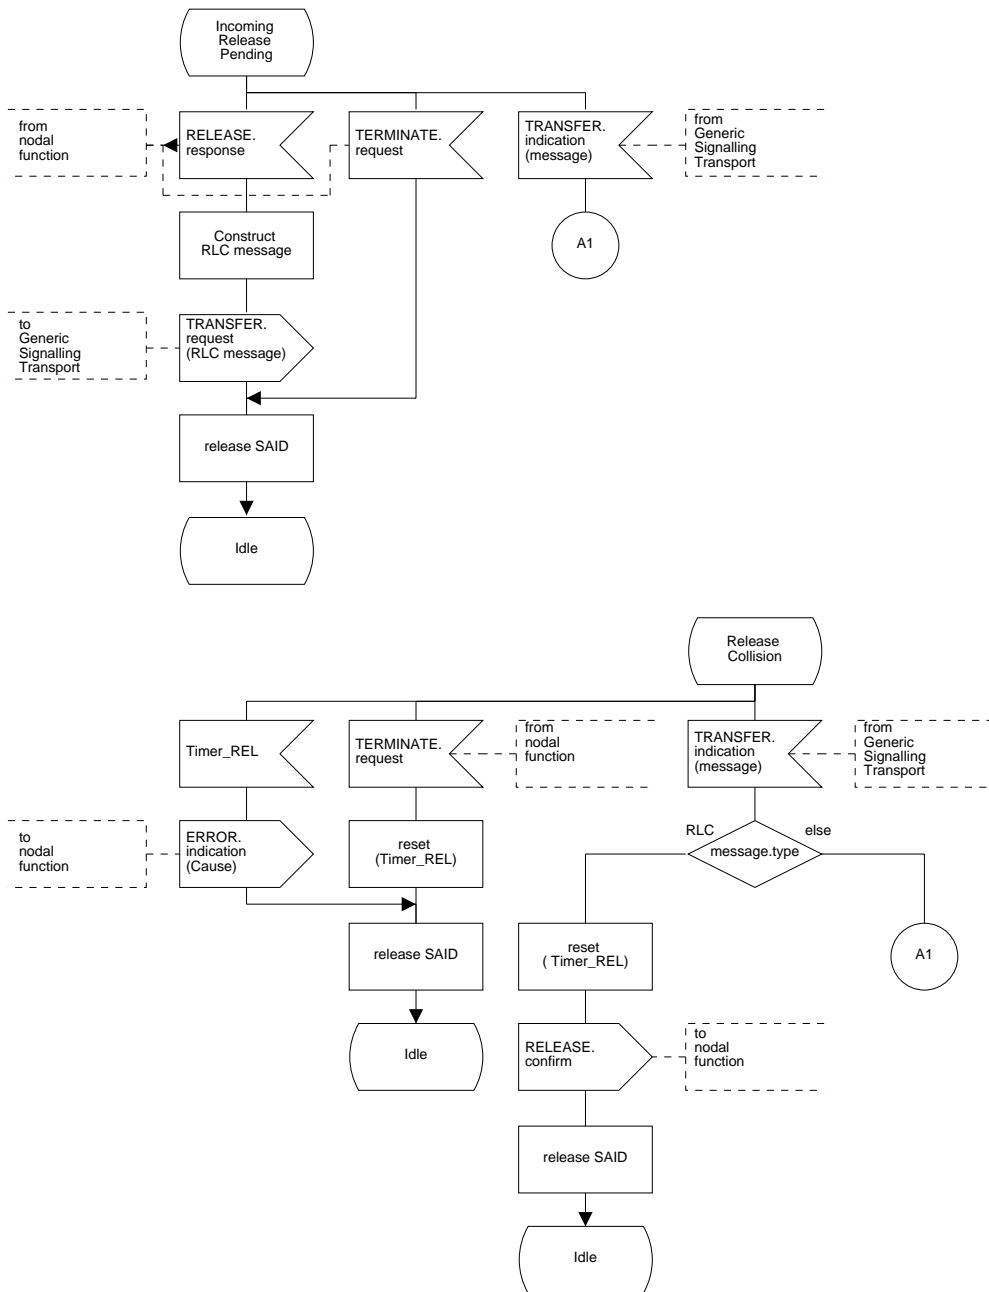 Incoming
Release
Pending
from
nodal
function
RELEASE.
response
TERMINATE.
request
TRANSFER.
indication
(message)
from
Generic
Signalling
Transport
Construct
RLC message
A1
to
Generic
Signalling
Transport
TRANSFER.
request
(RLC message)
release SAID
Idle
Release
Collision
Timer_REL
TERMINATE.
request
from
nodal
function
TRANSFER.
indication
(message)
from
Generic
Signalling
Transport
to
nodal
function
ERROR.
indication
(Cause)
reset
(Timer_REL)
RLC
else
message.type
release SAID
reset
( Timer_REL)
A1
Idle
RELEASE.
confirm
to
nodal
function
release SAID
Idle